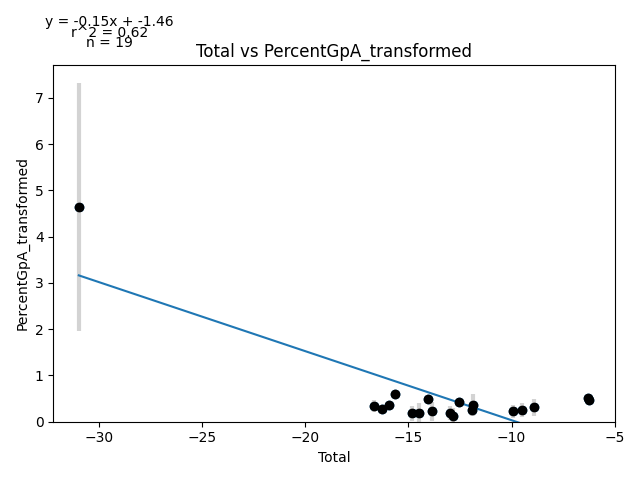 y = -0.15x + -1.46
r^2 = 0.62
n = 19
Total vs PercentGpA_transformed
PercentGpA_transformed
7
6
5
4
3
2
1
0
−30
−25
−20
−15
−10
−5
Total